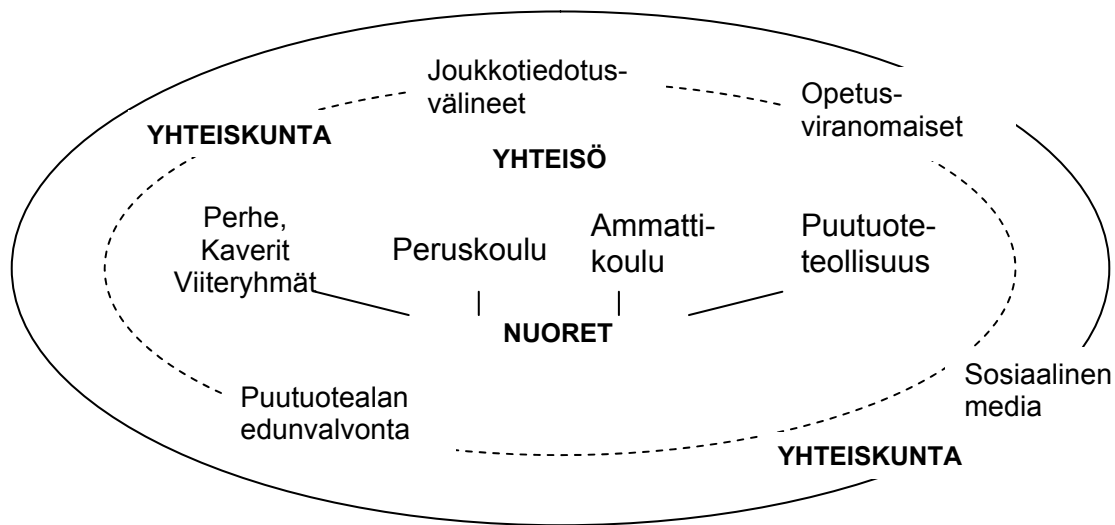 Joukkotiedotus-
välineet
Opetus-
viranomaiset
YHTEISKUNTA
YHTEISÖ
Perhe,
Kaverit
Viiteryhmät
Peruskoulu
Ammatti-
koulu
Puutuote-
teollisuus
NUORET
Puutuotealan
edunvalvonta
Sosiaalinen
media
YHTEISKUNTA